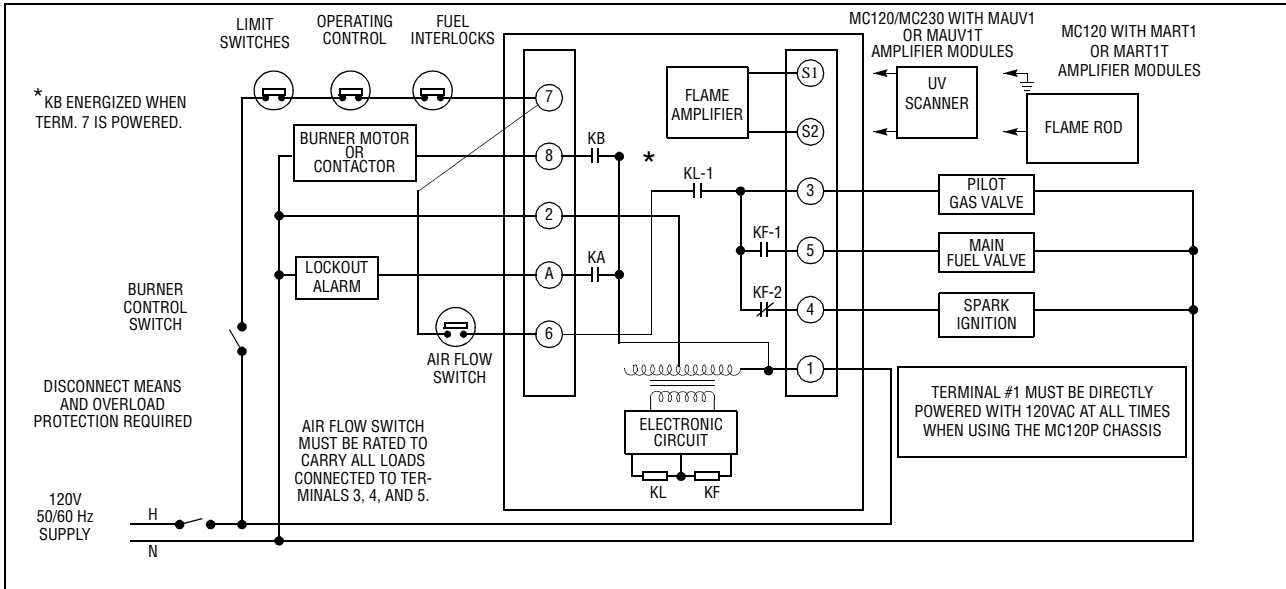 LIMIT
SWITCHES
OPERATING
CONTROL
FUEL
INTERLOCKS
MC120/MC230 WITH MAUV1
OR MAUV1T
AMPLIFIER MODULES
MC120 WITH MART1
OR MART1T
AMPLIFIER MODULES
*KB ENERGIZED WHEN
TERM. 7 IS POWERED.
7
S1
FLAME
AMPLIFIER
S2
UV
SCANNER
FLAME ROD
BURNER MOTOR
OR
CONTACTOR
8
KB
*
KL-1
3
PILOT
GAS VALVE
2
KF-1
5
MAIN
FUEL VALVE
LOCKOUT
ALARM
A
KA
KF-2
4
SPARK
IGNITION
BURNER
CONTROL
SWITCH
6
AIR FLOW
SWITCH
1
DISCONNECT MEANS
AND OVERLOAD
PROTECTION REQUIRED
AIR FLOW SWITCH
MUST BE RATED TO
CARRY ALL LOADS
CONNECTED TO TER-
MINALS 3, 4, AND 5.
ELECTRONIC
CIRCUIT
KL
KF
TERMINAL #1 MUST BE DIRECTLY
POWERED WITH 120VAC AT ALL TIMES
WHEN USING THE MC120P CHASSIS
120V
50/60 Hz
SUPPLY
H
N